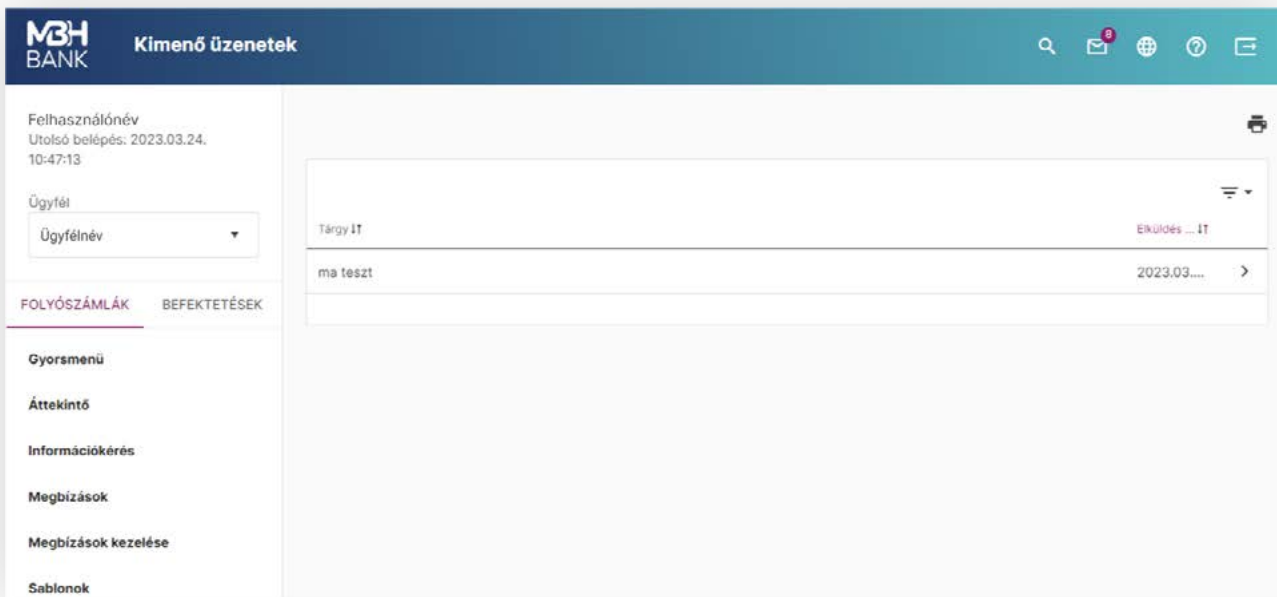 MBH
BANK
Kimenő üzenetek
8
Felhasználónév
Utolsó belépés: 2023.03.24.
10:47:13
Ügyfél
Ügyfélnév
FOLYÓSZÁMLÁK BEFEKTETÉSEK
Gyorsmenü
Áttekintő
Információkérés
Megbízások
Megbízások kezelése
Sablonok
Tárgy Elküldés ...
ma teszt 2023.03....